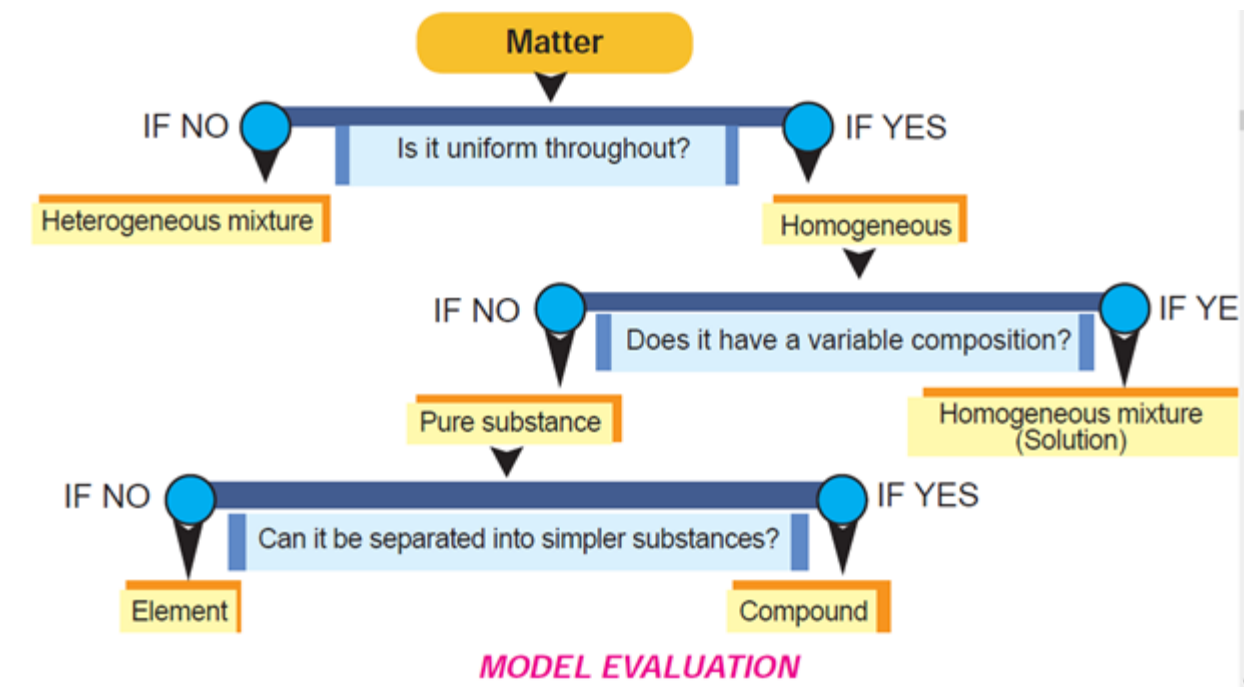 Matter
IF NO
IF YES
Is it uniform throughout?
Heterogeneous mixture
Homogeneous
IF NO
IF YE
Does it have a variable composition?
Pure substance
Homogeneous mixture
(Solution)
IF NO
IF YES
Can it be separated into simpler substances?
Element
Compound
MODEL EVALUATION